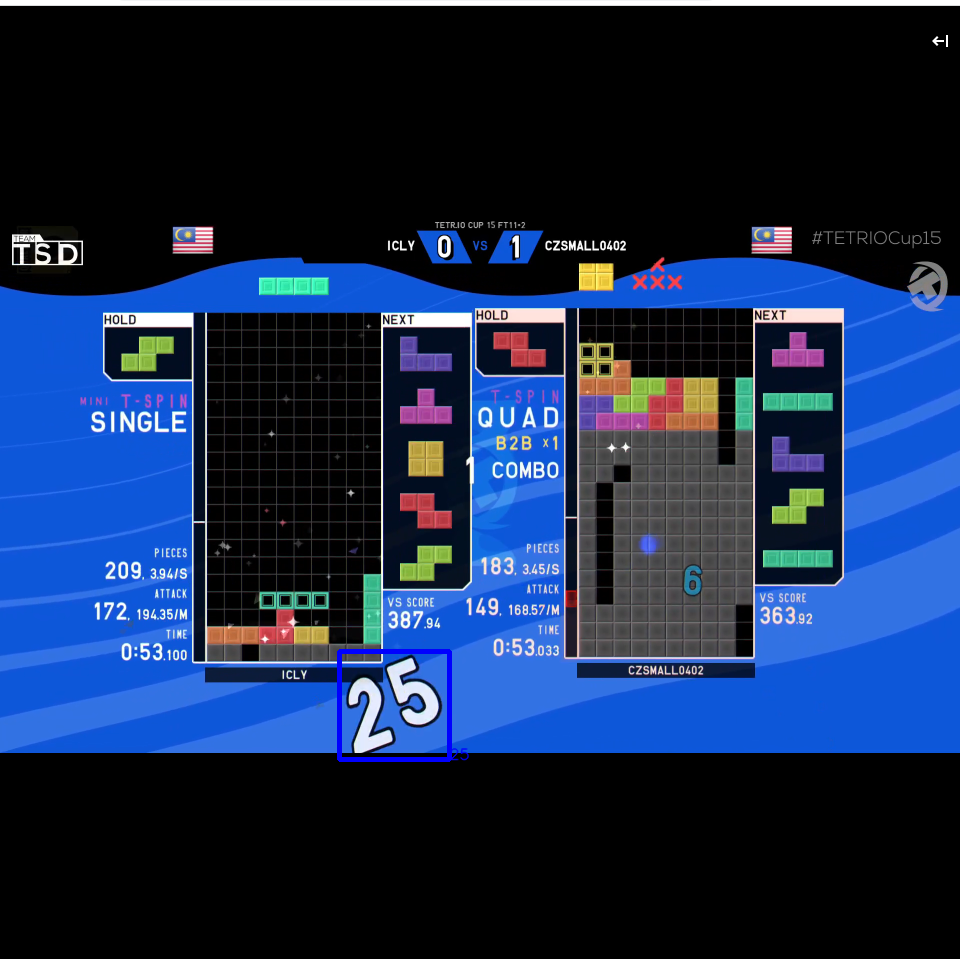 TEAM
TSD
TETR.IO CUP 15 FT11-2
ICLY 0 VS 1 CZSMALL0402
#TETRIOCup15
HOLD
NEXT
MINI T-SPIN
SINGLE
PIECES
209, 3.94/S
ATTACK
172, 194.35/M
TIME
0:53.100
VS SCORE
387.94
ICLY
25
25
HOLD
NEXT
T-SPIN
QUAD
B2B ×1
1 COMBO
PIECES
183, 3.45/S
ATTACK
149, 168.57/M
TIME
0:53.033
6
VS SCORE
363.92
CZSMALL0402